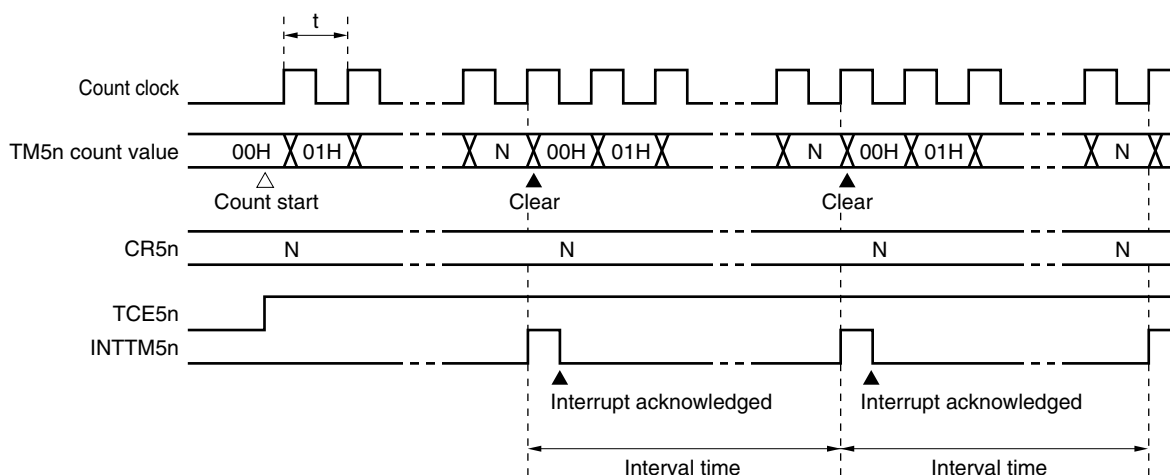 t
Count clock
TM5n count value 00H 01H N 00H 01H N 00H 01H N
Count start Clear Clear
CR5n N N N N
TCE5n
INTTM5n
Interrupt acknowledged Interrupt acknowledged
Interval time Interval time